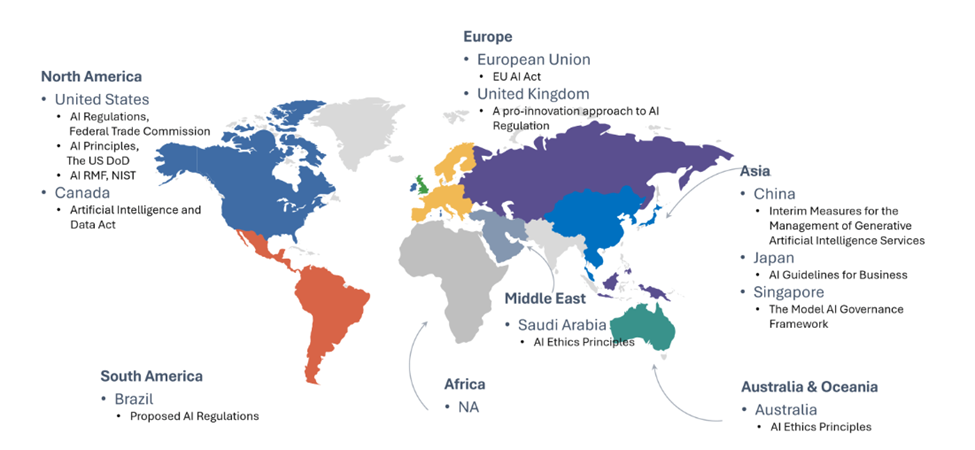 Europe
• European Union
• EU AI Act
• United Kingdom
• A pro-innovation approach to AI
Regulation
North America
• United States
• AI Regulations,
Federal Trade Commission
• AI Principles,
The US DoD
• AI RMF, NIST
• Canada
• Artificial Intelligence and
Data Act
Asia
• China
• Interim Measures for the
Management of Generative
Artificial Intelligence Services
• Japan
• AI Guidelines for Business
• Singapore
• The Model AI Governance
Framework
Middle East
• Saudi Arabia
• AI Ethics Principles
South America
• Brazil
• Proposed AI Regulations
Africa
• NA
Australia & Oceania
• Australia
• AI Ethics Principles